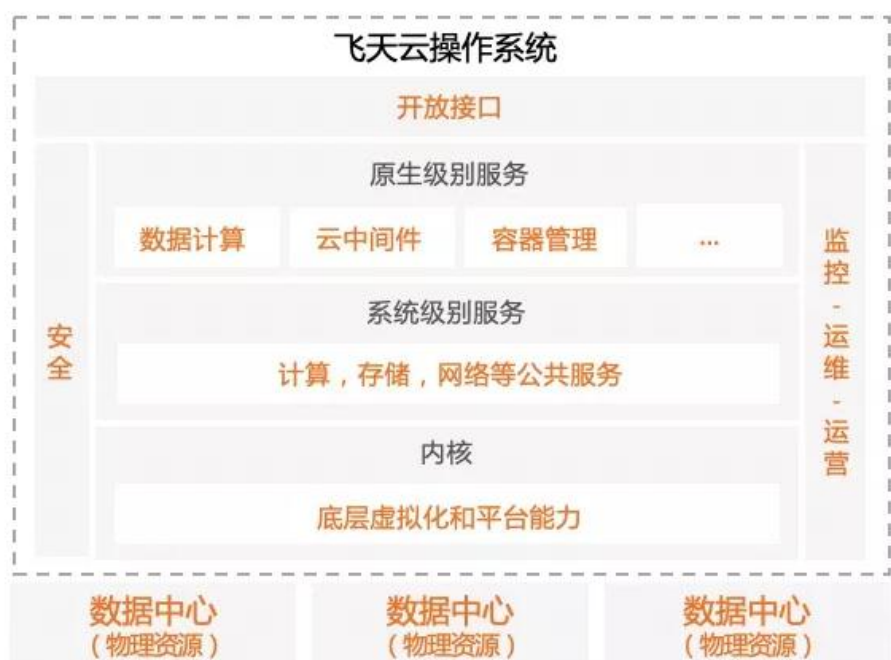 飞天云操作系统
开放接口
安全
原生级别服务
数据计算
云中间件
容器管理
...
系统级别服务
计算，存储，网络等公共服务
内核
底层虚拟化和平台能力
监控-运维-运营
数据中心
（物理资源）
数据中心
（物理资源）
数据中心
（物理资源）